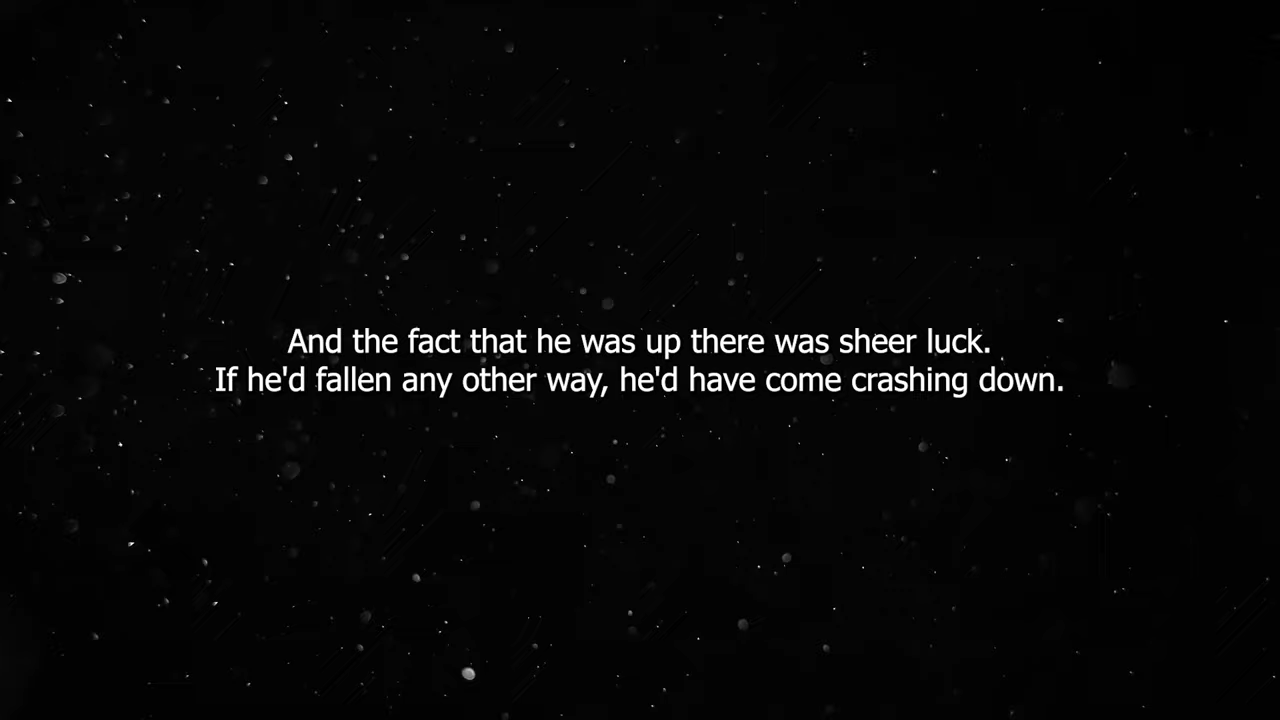 And the fact that he was up there was sheer luck.
If he'd fallen any other way, he'd have come crashing down.